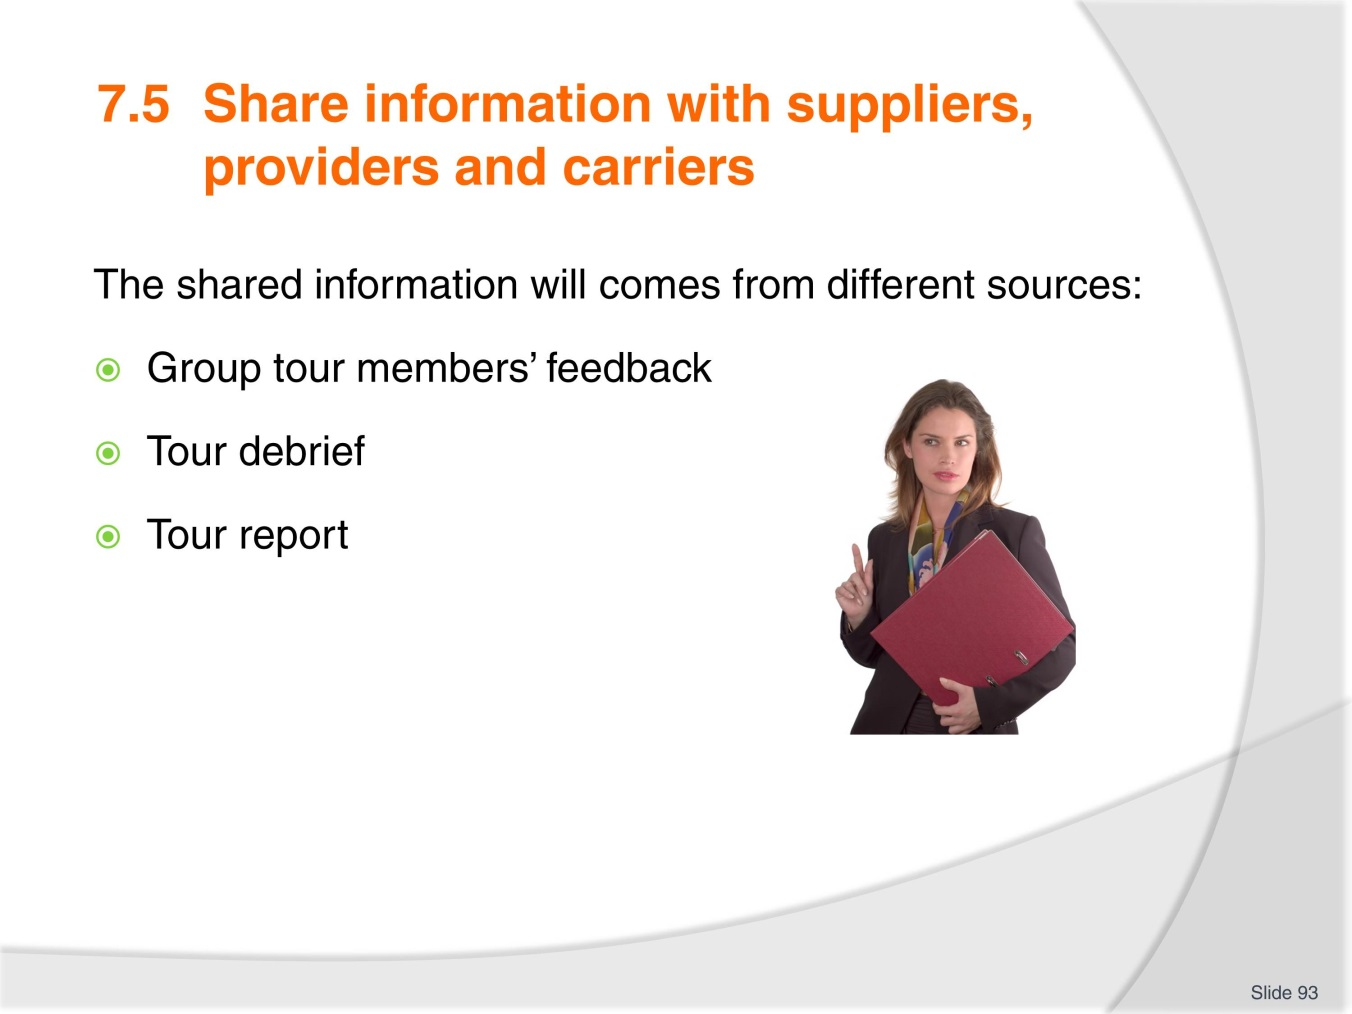 7.5 Share information with suppliers,
providers and carriers
The shared information will comes from different sources:
Group tour members’ feedback
Tour debrief
Tour report
Slide 93